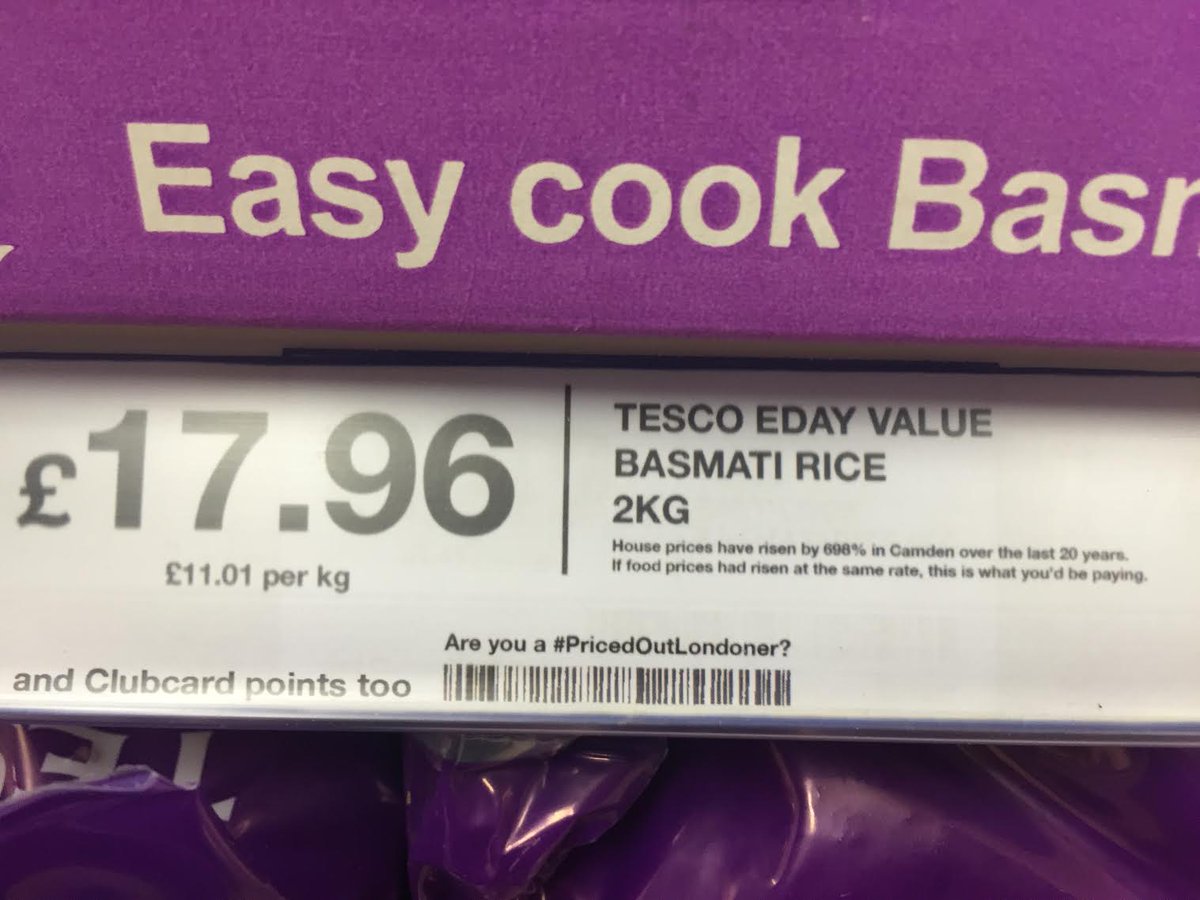 Easy cook Basm
£17.96
£11.01 per kg
TESCO EDAY VALUE
BASMATI RICE
2KG
House prices have risen by 698% in Camden over the last 20 years.
If food prices had risen at the same rate, this is what you'd be paying.
Are you a #PricedOutLondoner?
and Clubcard points too